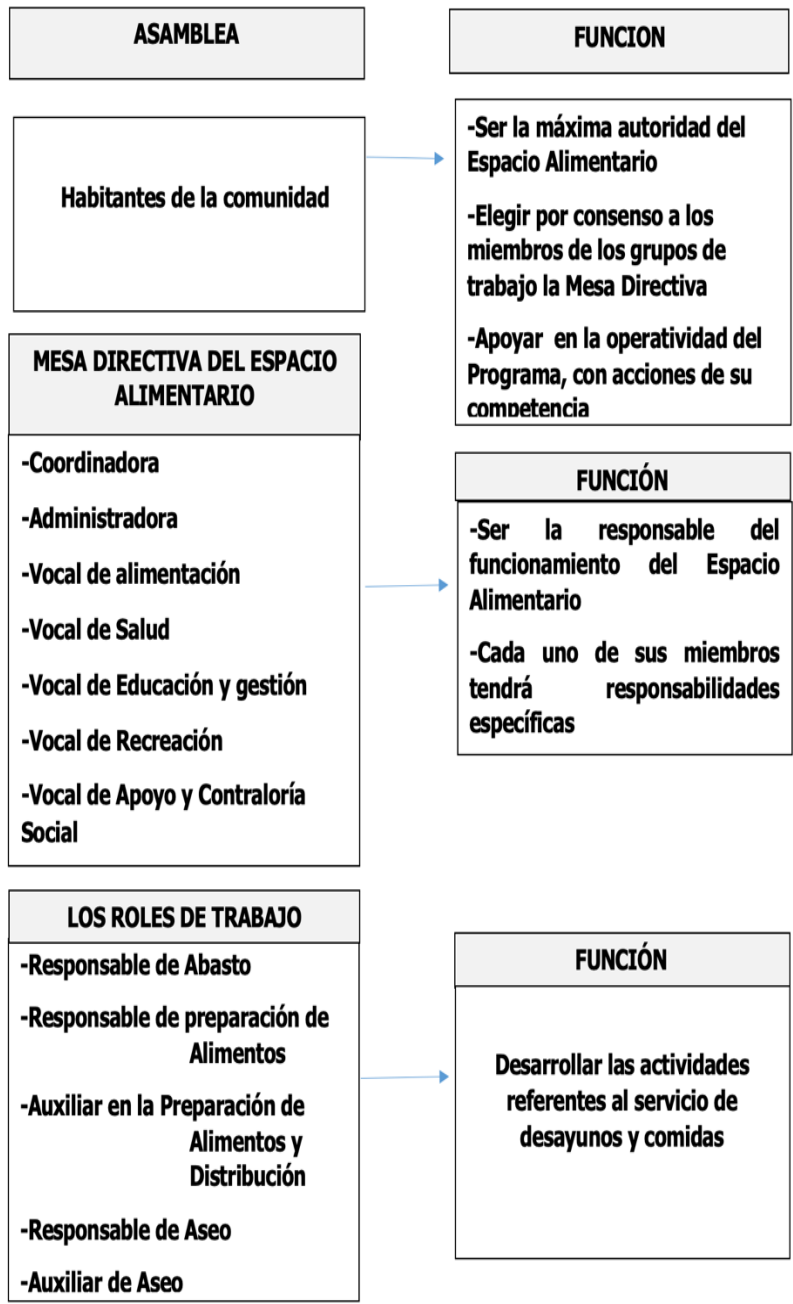 ASAMBLEA
FUNCION
Habitantes de la comunidad
-Ser la máxima autoridad del
Espacio Alimentario
-Elegir por consenso a los
miembros de los grupos de
trabajo la Mesa Directiva
-Apoyar en la operatividad del
Programa, con acciones de su
competencia
MESA DIRECTIVA DEL ESPACIO
ALIMENTARIO
-Coordinadora
-Administradora
-Vocal de alimentación
-Vocal de Salud
-Vocal de Educación y gestión
-Vocal de Recreación
-Vocal de Apoyo y Contraloría
Social
FUNCIÓN
-Ser la responsable del
funcionamiento del Espacio
Alimentario
-Cada uno de sus miembros
tendrá responsabilidades
específicas
LOS ROLES DE TRABAJO
-Responsable de Abasto
-Responsable de preparación de
Alimentos
-Auxiliar en la Preparación de
Alimentos y
Distribución
-Responsable de Aseo
-Auxiliar de Aseo
FUNCIÓN
Desarrollar las actividades
referentes al servicio de
desayunos y comidas